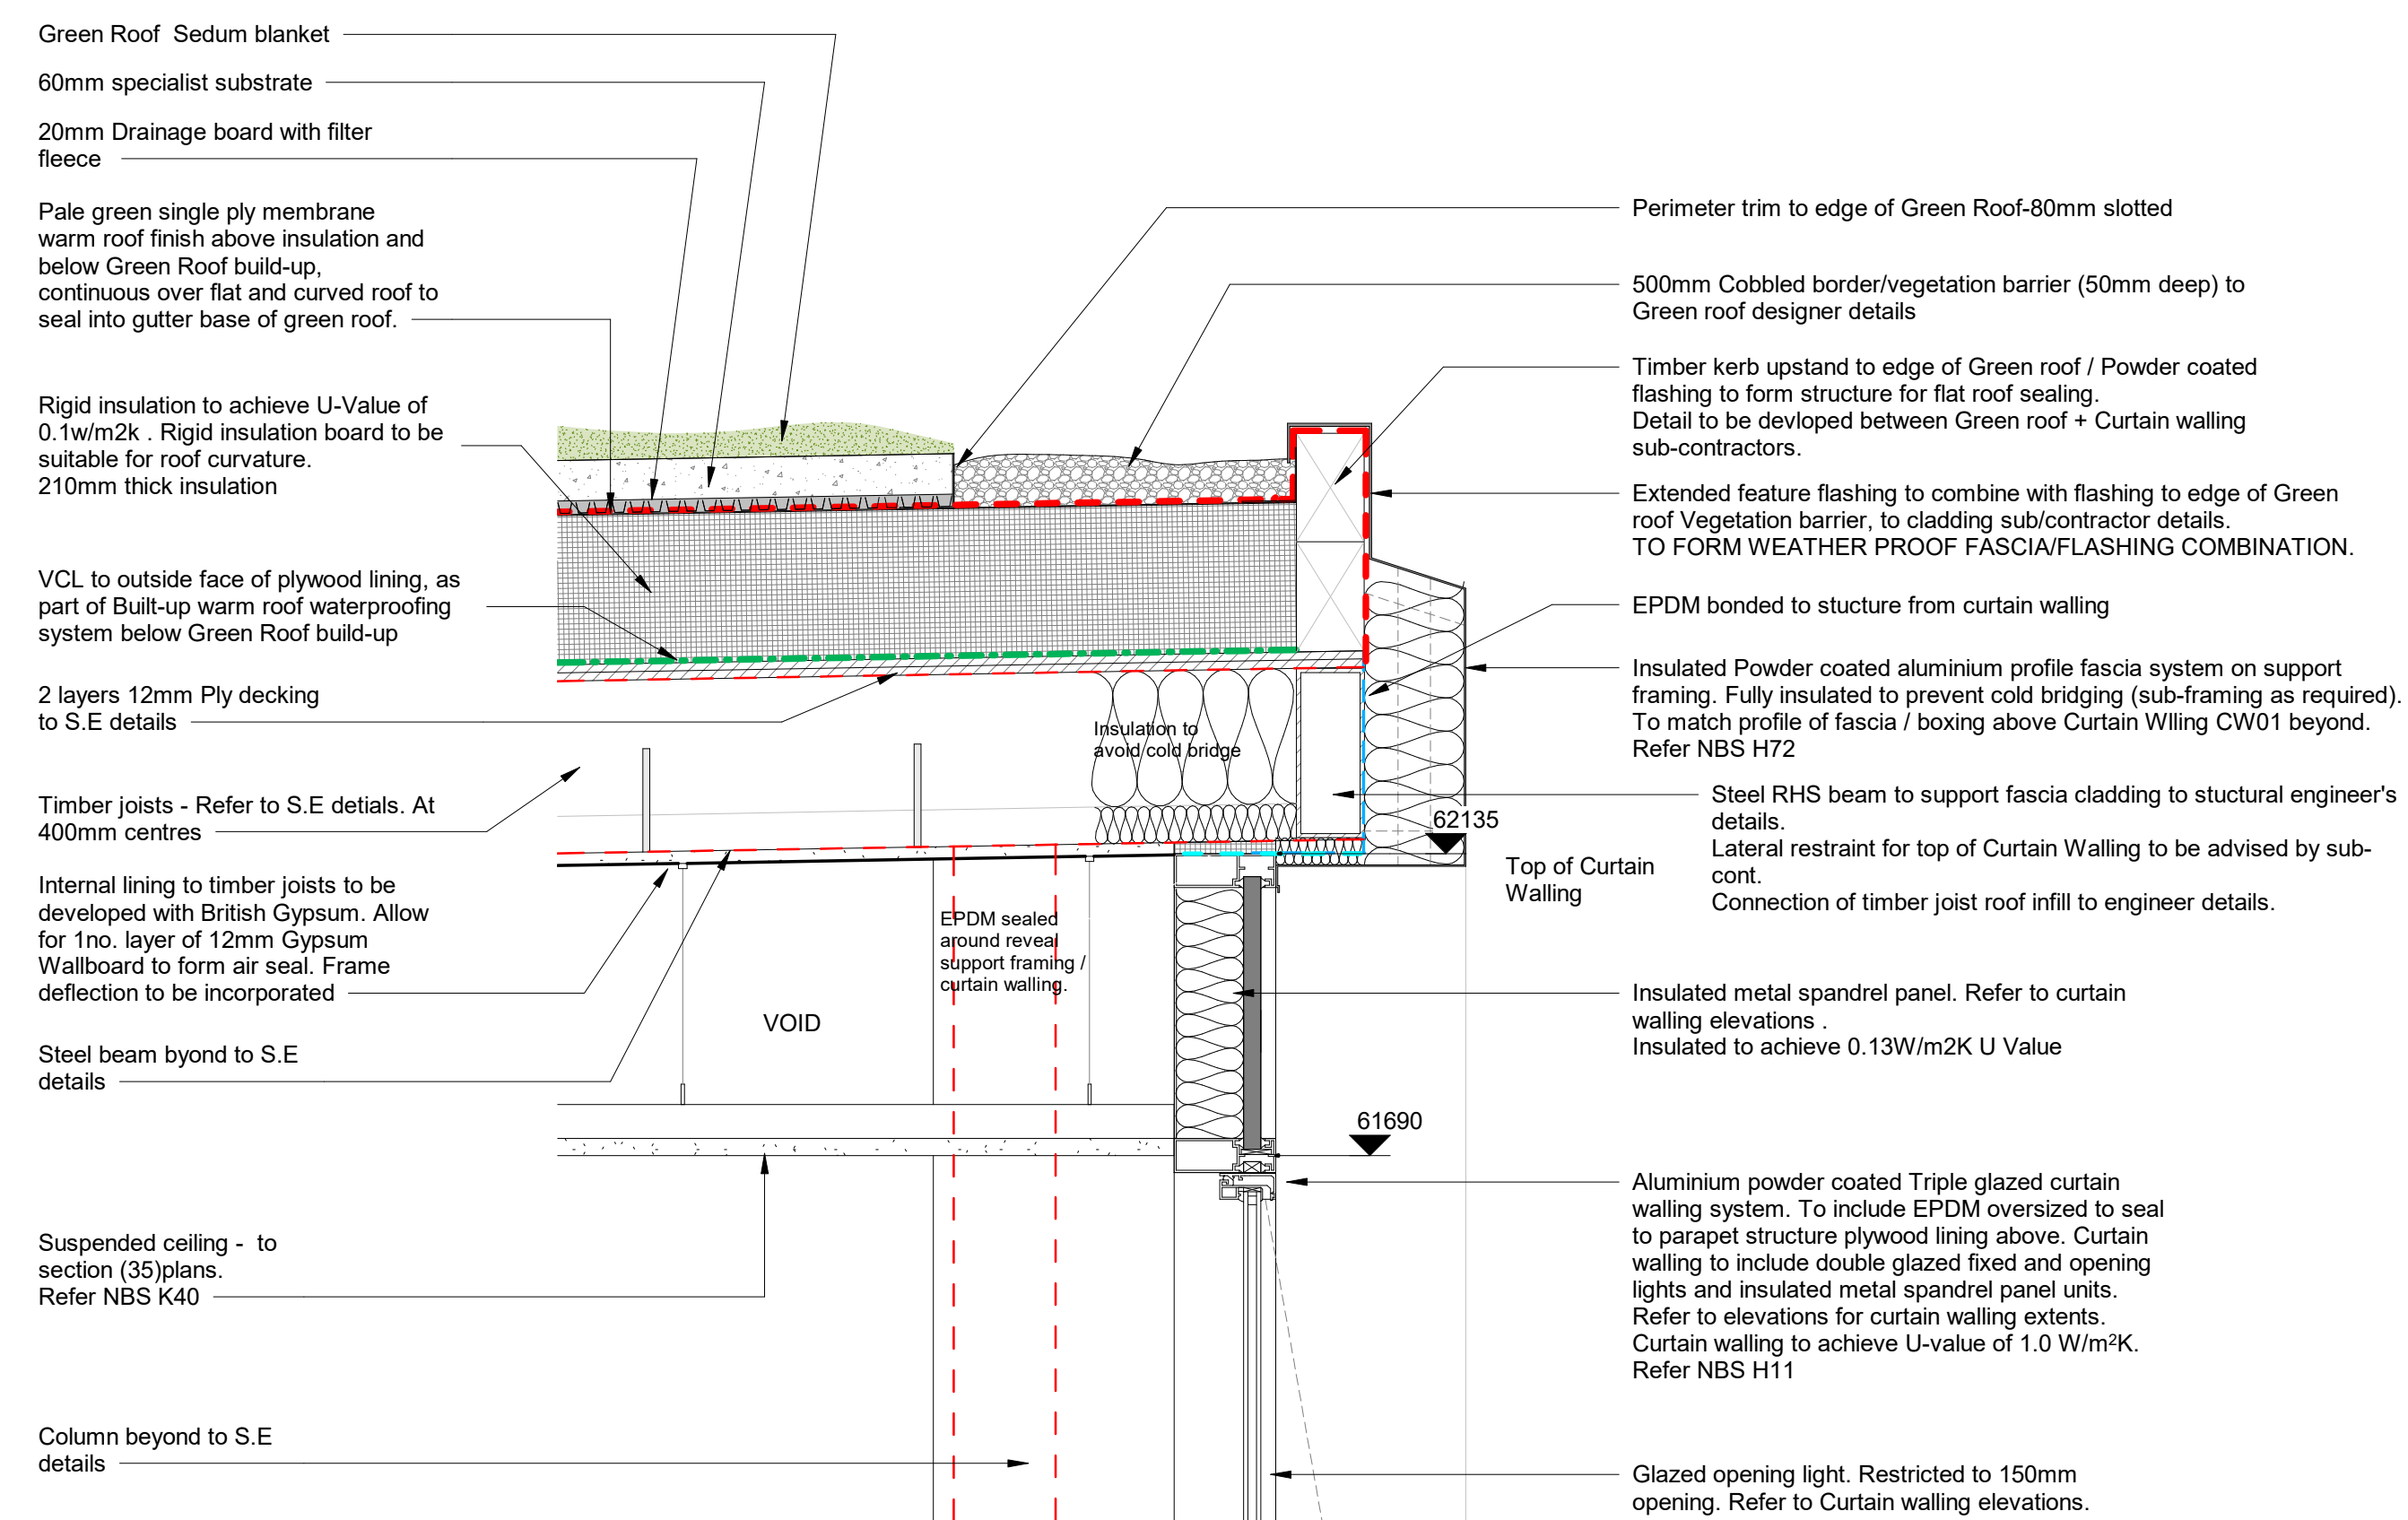 Green Roof  Sedum blanket
60mm specialist substrate
20mm Drainage board with filter
fleece
Pale green single ply membrane
warm roof finish above insulation and
below Green Roof build-up,
continuous over flat and curved roof to
seal into gutter base of green roof.
Rigid insulation to achieve U-Value of
0.1w/m2k . Rigid insulation board to be
suitable for roof curvature.
210mm thick insulation
VCL to outside face of plywood lining, as
part of Built-up warm roof waterproofing
system below Green Roof build-up
2 layers 12mm Ply decking
to S.E details
Timber joists - Refer to S.E detials. At
400mm centres
Internal lining to timber joists to be
developed with British Gypsum. Allow
for 1no. layer of 12mm Gypsum
Wallboard to form air seal. Frame
deflection to be incorporated
Steel beam byond to S.E
details
Suspended ceiling -  to
section (35)plans.
Refer NBS K40
Column beyond to S.E
details
Insulation to
avoid cold bridge
EPDM sealed
around reveal
support framing /
curtain walling.
VOID
62135
Top of Curtain
Walling
61690
Perimeter trim to edge of Green Roof-80mm slotted
500mm Cobbled border/vegetation barrier (50mm deep) to
Green roof designer details
Timber kerb upstand to edge of Green roof / Powder coated
flashing to form structure for flat roof sealing.
Detail to be devloped between Green roof + Curtain walling
sub-contractors.
Extended feature flashing to combine with flashing to edge of Green
roof Vegetation barrier, to cladding sub/contractor details.
TO FORM WEATHER PROOF FASCIA/FLASHING COMBINATION.
EPDM bonded to stucture from curtain walling
Insulated Powder coated aluminium profile fascia system on support
framing. Fully insulated to prevent cold bridging (sub-framing as required).
To match profile of fascia / boxing above Curtain Wlling CW01 beyond.
Refer NBS H72
Steel RHS beam to support fascia cladding to stuctural engineer's
details.
Lateral restraint for top of Curtain Walling to be advised by sub-
cont.
Connection of timber joist roof infill to engineer details.
Insulated metal spandrel panel. Refer to curtain
walling elevations .
Insulated to achieve 0.13W/m2K U Value
Aluminium powder coated Triple glazed curtain
walling system. To include EPDM oversized to seal
to parapet structure plywood lining above. Curtain
walling to include double glazed fixed and opening
lights and insulated metal spandrel panel units.
Refer to elevations for curtain walling extents.
Curtain walling to achieve U-value of 1.0 W/m²K.
Refer NBS H11
Glazed opening light. Restricted to 150mm
opening. Refer to Curtain walling elevations.